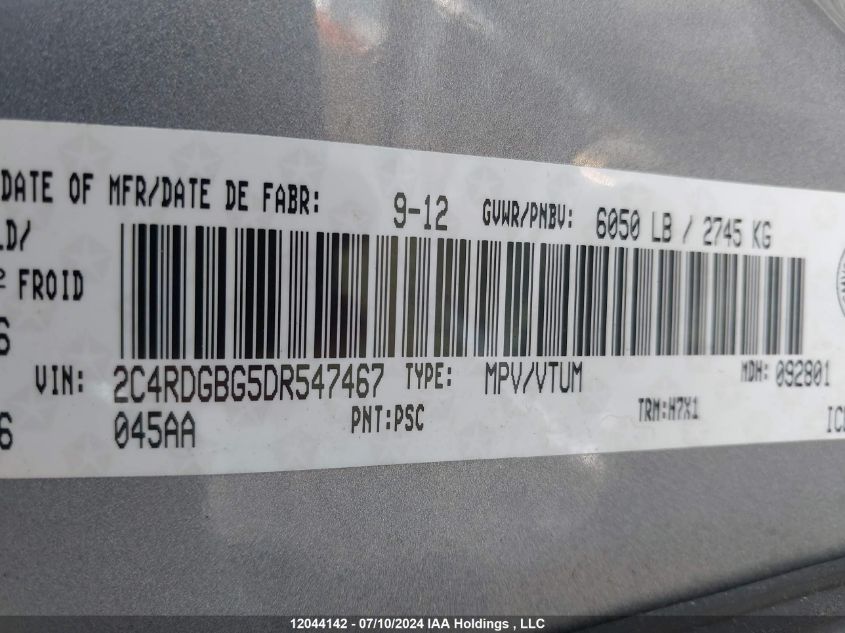 DATE OF MFR/DATE DE FABR: 9-12 GVWR/PNBV: 6050 LB / 2745 KG
LD/
² FROID
6
VIN: 2C4RDGBG5DR547467 TYPE: MPV/VTUM MDH: 092801
6 045AA PNT:PSC TRM:H7X1
12044142 - 07/10/2024 IAA Holdings , LLC